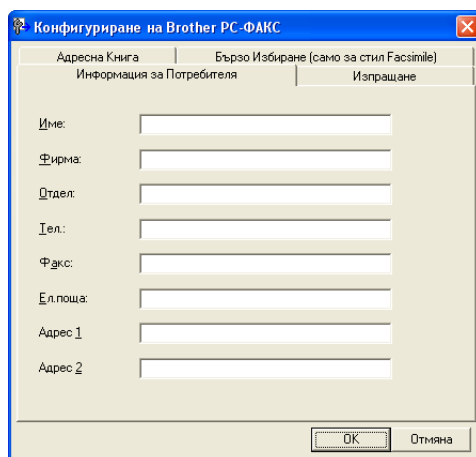 Конфигуриране на Brother PC-ФАКС
Адресна Книга
Бързо Избиране (само за стил Facsimile)
Информация за Потребителя
Изпращане
Име:
Фирма:
Отдел:
Тел.:
Факс:
Ел.поща:
Адрес 1
Адрес 2
OK
Отмяна